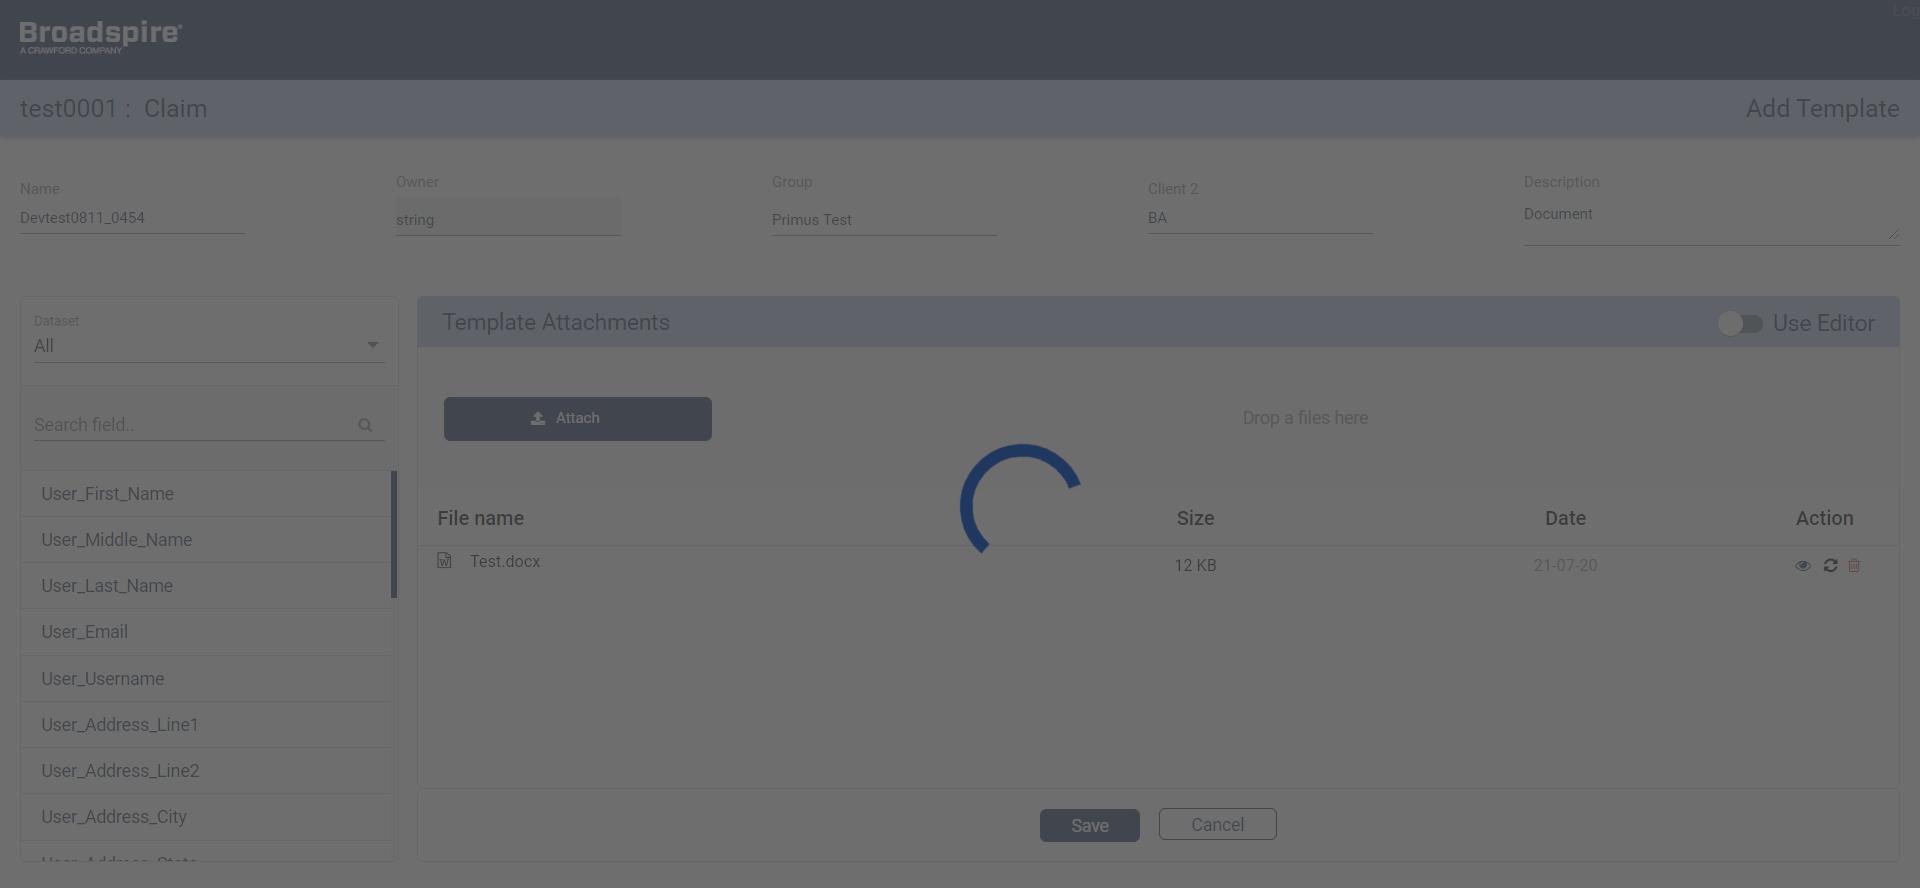 Log
Broadspire®
A CRAWFORD COMPANY
test0001 : Claim
Add Template
Name
Owner
Group
Client 2
Description
Devtest0811_0454
string
Primus Test
BA
Document
Dataset
All
Search field..
User_First_Name
User_Middle_Name
User_Last_Name
User_Email
User_Username
User_Address_Line1
User_Address_Line2
User_Address_City
User_Address_State
Template Attachments
Use Editor
Attach
Drop a files here
File name Size Date Action
Test.docx 12 KB 21-07-20
Save
Cancel